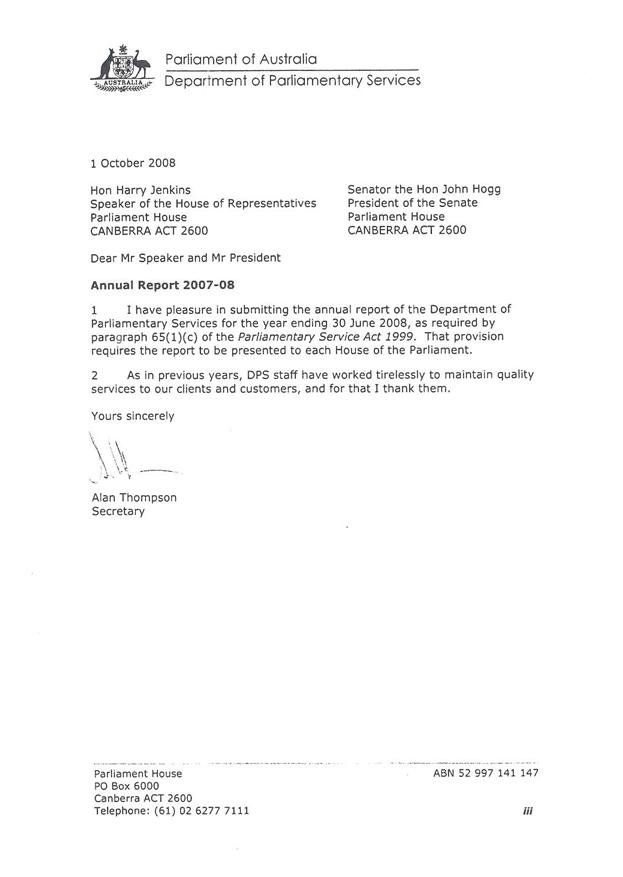 AUSTRALIA
Parliament of Australia
Department of Parliamentary Services
1 October 2008
Hon Harry Jenkins
Speaker of the House of Representatives
Parliament House
CANBERRA ACT 2600
Senator the Hon John Hogg
President of the Senate
Parliament House
CANBERRA ACT 2600
Dear Mr Speaker and Mr President
Annual Report 2007-08
1 I have pleasure in submitting the annual report of the Department of
Parliamentary Services for the year ending 30 June 2008, as required by
paragraph 65(1)(c) of the Parliamentary Service Act 1999. That provision
requires the report to be presented to each House of the Parliament.
2 As in previous years, DPS staff have worked tirelessly to maintain quality
services to our clients and customers, and for that I thank them.
Yours sincerely
Alan Thompson
Secretary
Parliament House
PO Box 6000
Canberra ACT 2600
Telephone: (61) 02 6277 7111
ABN 52 997 141 147
iii